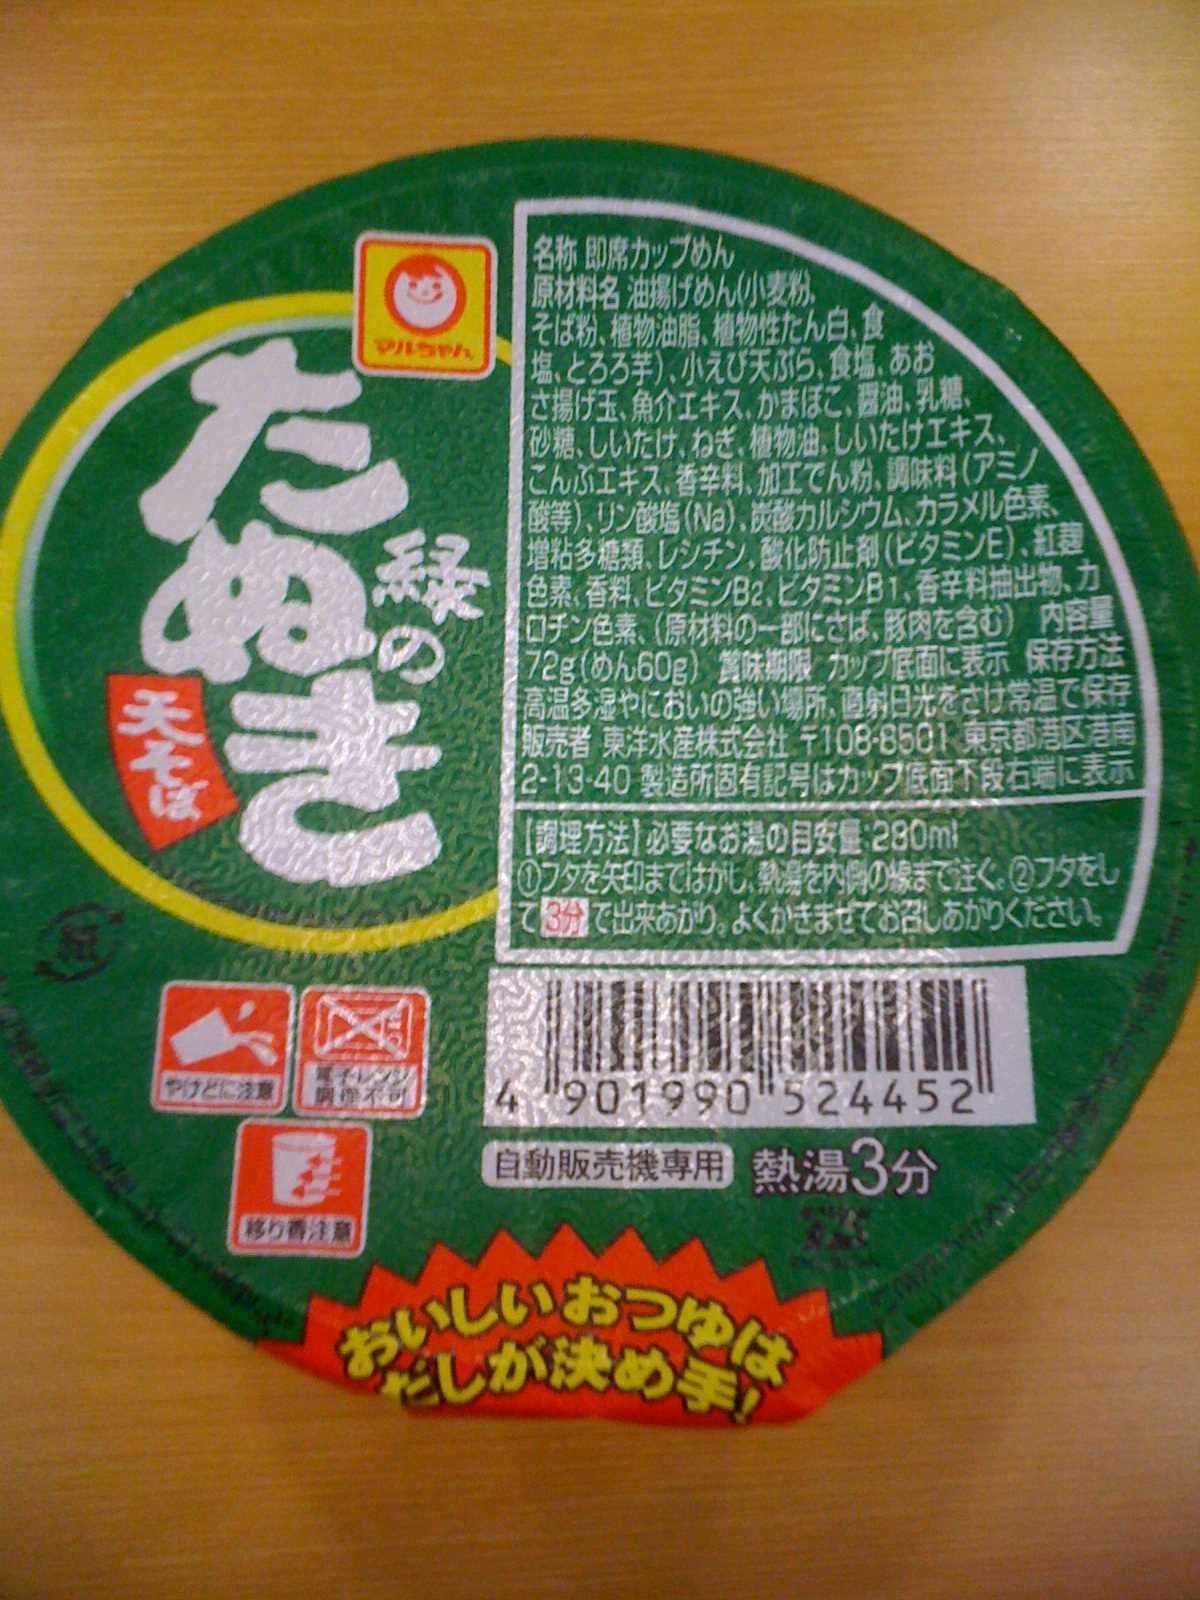 マルちゃん
緑の
たぬき
天そば
名称 即席カップめん
原材料名 油揚げめん(小麦粉、
そば粉、植物油脂、植物性たん白、食
塩、とろろ芋)、小えび天ぷら、食塩、あお
さ揚げ玉、魚介エキス、かまぼこ、醤油、乳糖、
砂糖、しいたけ、ねぎ、植物油、しいたけエキス、
こんぶエキス、香辛料、加工でん粉、調味料(アミノ
酸等)、リン酸塩(Na)、炭酸カルシウム、カラメル色素、
増粘多糖類、レシチン、酸化防止剤(ビタミンE)、紅麹
色素、香料、ビタミンB2、ビタミンB1、香辛料抽出物、カ
ロチン色素、(原材料の一部にさば、豚肉を含む) 内容量
72g(めん60g) 賞味期限 カップ底面に表示 保存方法
高温多湿やにおいの強い場所、直射日光をさけ常温で保存
販売者 東洋水産株式会社 〒108-8501 東京都港区港南
2-13-40 製造所固有記号はカップ底面下段右端に表示
【調理方法】必要なお湯の目安量:280ml
①フタを矢印まではがし、熱湯を内側の線まで注ぐ。②フタをし
て3分で出来あがり。よくかきまぜてお召しあがりください。
紙
やけどに注意
電子レンジ
調理不可
移り香注意
4 901990 524452
自動販売機専用 熱湯3分
おいしいおつゆは
だしが決め手!